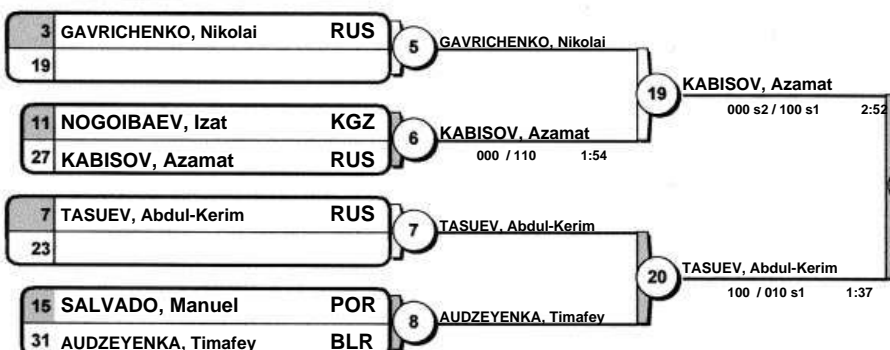 3 GAVRICHENKO, Nikolai RUS
19
5
GAVRICHENKO, Nikolai
11 NOGOIBAEV, Izat KGZ
27 KABISOV, Azamat RUS
6
KABISOV, Azamat
000 / 110 1:54
19
KABISOV, Azamat
000 s2 / 100 s1 2:52
7 TASUEV, Abdul-Kerim RUS
23
7
TASUEV, Abdul-Kerim
15 SALVADO, Manuel POR
31 AUDZEYENKA, Timafey BLR
8
AUDZEYENKA, Timafey
20
TASUEV, Abdul-Kerim
100 / 010 s1 1:37